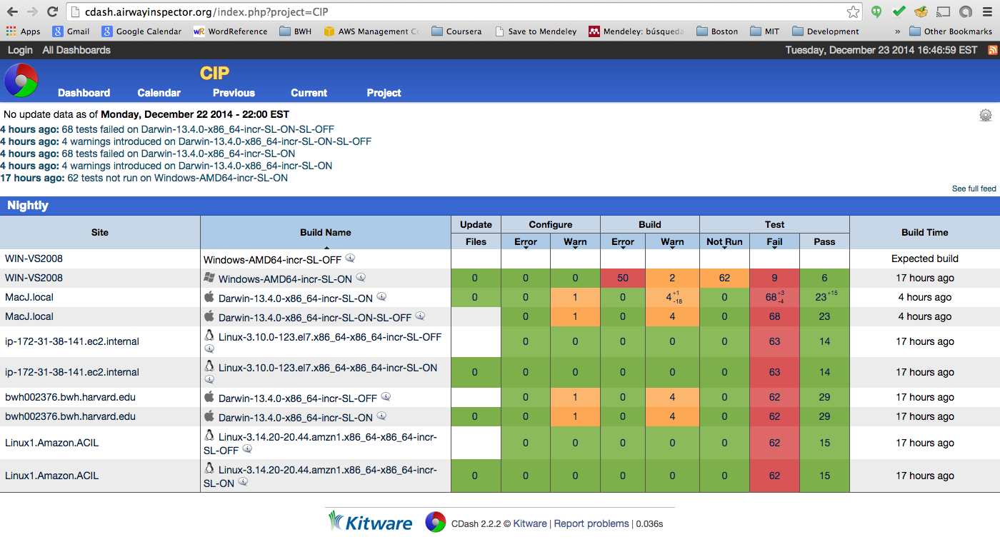 cdash.airwayinspector.org/index.php?project=CIP
Apps Gmail Google Calendar WordReference BWH AWS Management Co Coursera Save to Mendeley Mendeley: búsqueda Boston MIT Development » Other Bookmarks
Login All Dashboards Tuesday, December 23 2014 16:46:59 EST
CIP
Dashboard Calendar Previous Current Project
No update data as of Monday, December 22 2014 - 22:00 EST
4 hours ago: 68 tests failed on Darwin-13.4.0-x86_64-incr-SL-ON-SL-OFF
4 hours ago: 4 warnings introduced on Darwin-13.4.0-x86_64-incr-SL-ON-SL-OFF
4 hours ago: 68 tests failed on Darwin-13.4.0-x86_64-incr-SL-ON
4 hours ago: 4 warnings introduced on Darwin-13.4.0-x86_64-incr-SL-ON
17 hours ago: 62 tests not run on Windows-AMD64-incr-SL-ON
See full feed
Nightly
Site Build Name Update Configure Build Test Build Time
Files Error Warn Error Warn Not Run Fail Pass
WIN-VS2008 Windows-AMD64-incr-SL-OFF Expected build
WIN-VS2008 Windows-AMD64-incr-SL-ON 0 0 0 50 2 62 9 6 17 hours ago
MacJ.local Darwin-13.4.0-x86_64-incr-SL-ON 0 0 1 0 4 +1 -18 0 68 +3 -4 23 +15 4 hours ago
MacJ.local Darwin-13.4.0-x86_64-incr-SL-ON-SL-OFF 0 1 0 4 0 68 23 4 hours ago
ip-172-31-38-141.ec2.internal Linux-3.10.0-123.el7.x86_64-x86_64-incr-SL-OFF 0 0 0 0 0 63 14 17 hours ago
ip-172-31-38-141.ec2.internal Linux-3.10.0-123.el7.x86_64-x86_64-incr-SL-ON 0 0 0 0 0 0 63 14 17 hours ago
bwh002376.bwh.harvard.edu Darwin-13.4.0-x86_64-incr-SL-OFF 0 1 0 4 0 62 29 17 hours ago
bwh002376.bwh.harvard.edu Darwin-13.4.0-x86_64-incr-SL-ON 0 0 1 0 4 0 62 29 17 hours ago
Linux1.Amazon.ACIL Linux-3.14.20-20.44.amzn1.x86_64-x86_64-incr-
SL-OFF 0 0 0 0 0 62 15 17 hours ago
Linux1.Amazon.ACIL Linux-3.14.20-20.44.amzn1.x86_64-x86_64-incr-
SL-ON 0 0 0 0 0 0 62 15 17 hours ago
Kitware CDash 2.2.2 © Kitware | Report problems | 0.036s